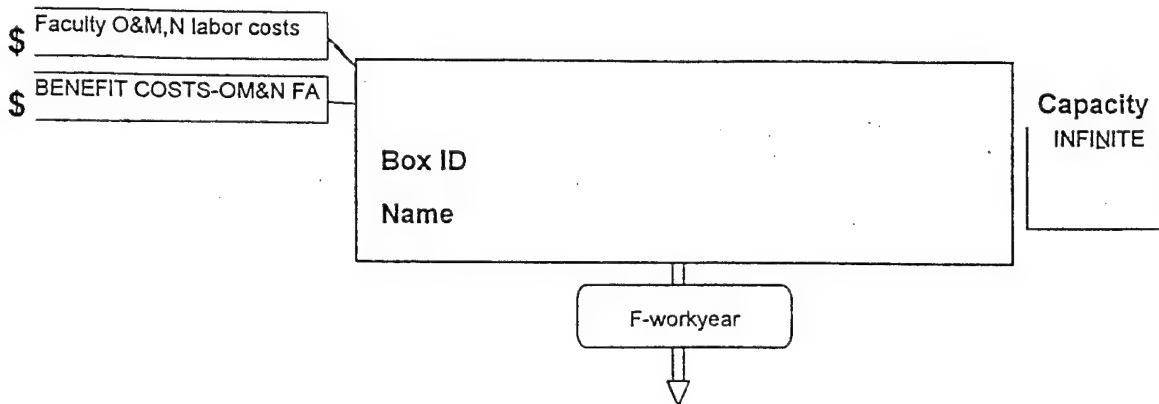 $ Faculty O&M,N labor costs
$ BENEFIT COSTS-OM&N FA
Capacity
INFINITE
Box ID
Name
F-workyear